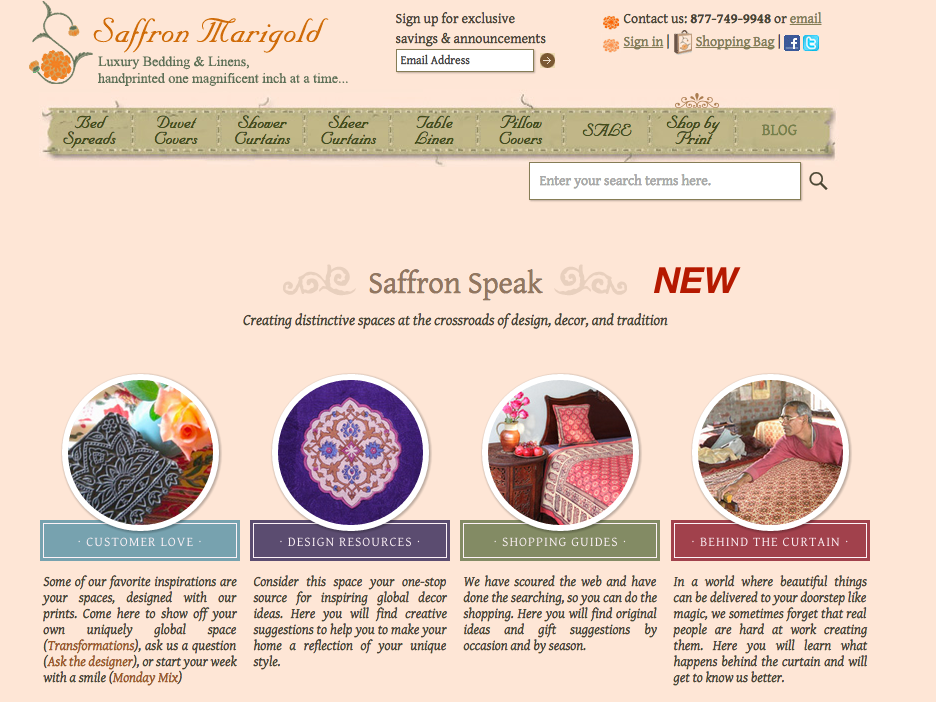 Saffron Marigold
Luxury Bedding & Linens,
handprinted one magnificent inch at a time...
Sign up for exclusive
savings & announcements
Email Address
Contact us: 877-749-9948 or email
Sign in | Shopping Bag |
Bed
Spreads
Duvet
Covers
Shower
Curtains
Sheer
Curtains
Table
Linen
Pillow
Covers
SALE
Shop by
Print
BLOG
Enter your search terms here.
Saffron Speak
NEW
Creating distinctive spaces at the crossroads of design, decor, and tradition
· CUSTOMER LOVE ·
Some of our favorite inspirations are
your spaces, designed with our
prints. Come here to show off your
own uniquely global space
(Transformations), ask us a question
(Ask the designer), or start your week
with a smile (Monday Mix)
· DESIGN RESOURCES ·
Consider this space your one-stop
source for inspiring global decor
ideas. Here you will find creative
suggestions to help you to make your
home a reflection of your unique
style.
· SHOPPING GUIDES ·
We have scoured the web and have
done the searching, so you can do the
shopping. Here you will find original
ideas and gift suggestions by
occasion and by season.
· BEHIND THE CURTAIN ·
In a world where beautiful things
can be delivered to your doorstep like
magic, we sometimes forget that real
people are hard at work creating
them. Here you will learn what
happens behind the curtain and will
get to know us better.